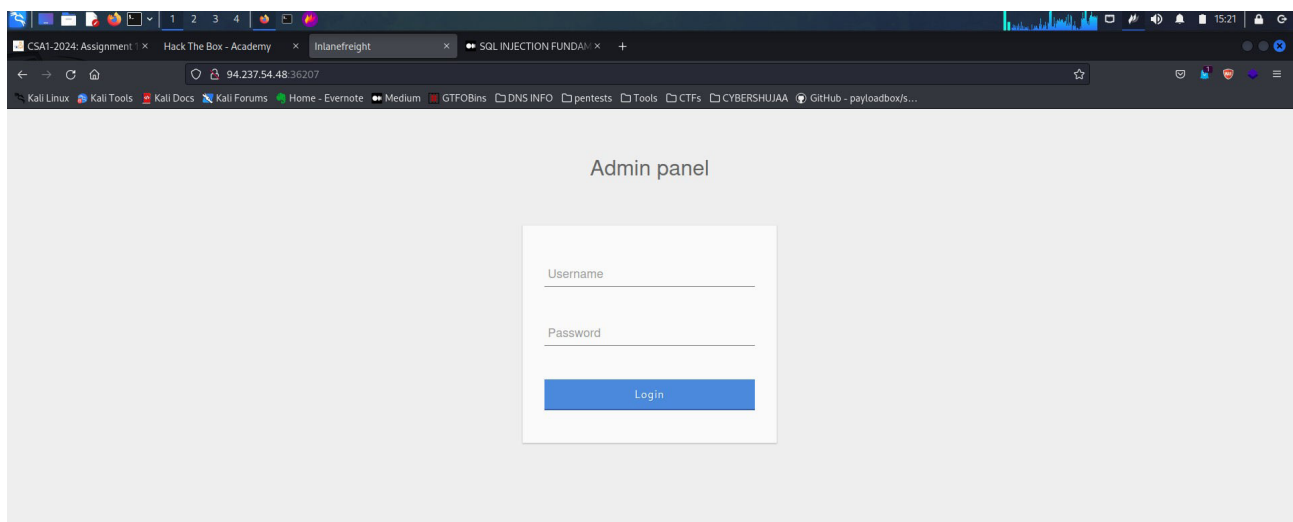 1 2 3 4 15:21
CSA1-2024: Assignment 1 Hack The Box - Academy Inlanefreight SQL INJECTION FUNDAM
94.237.54.48:36207
Kali Linux Kali Tools Kali Docs Kali Forums Home - Evernote Medium GTFOBins DNS INFO pentests Tools CTFs CYBERSHUJAA GitHub - payloadbox/s...
Admin panel
Username
Password
Login